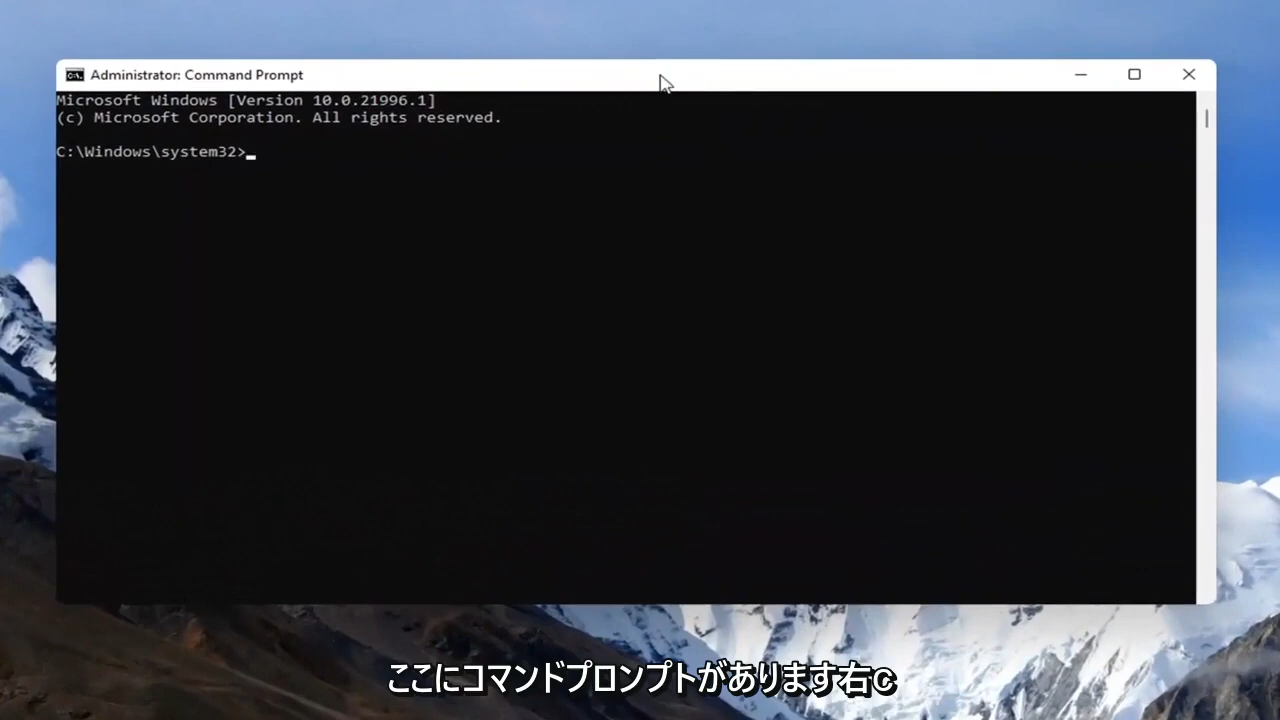 Administrator: Command Prompt
Microsoft Windows [Version 10.0.21996.1]
(c) Microsoft Corporation. All rights reserved.
C:\Windows\system32>
ここにコマンドプロンプトがあります右c